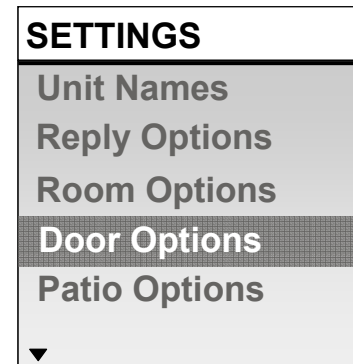 SETTINGS
Unit Names
Reply Options
Room Options
Door Options
Patio Options